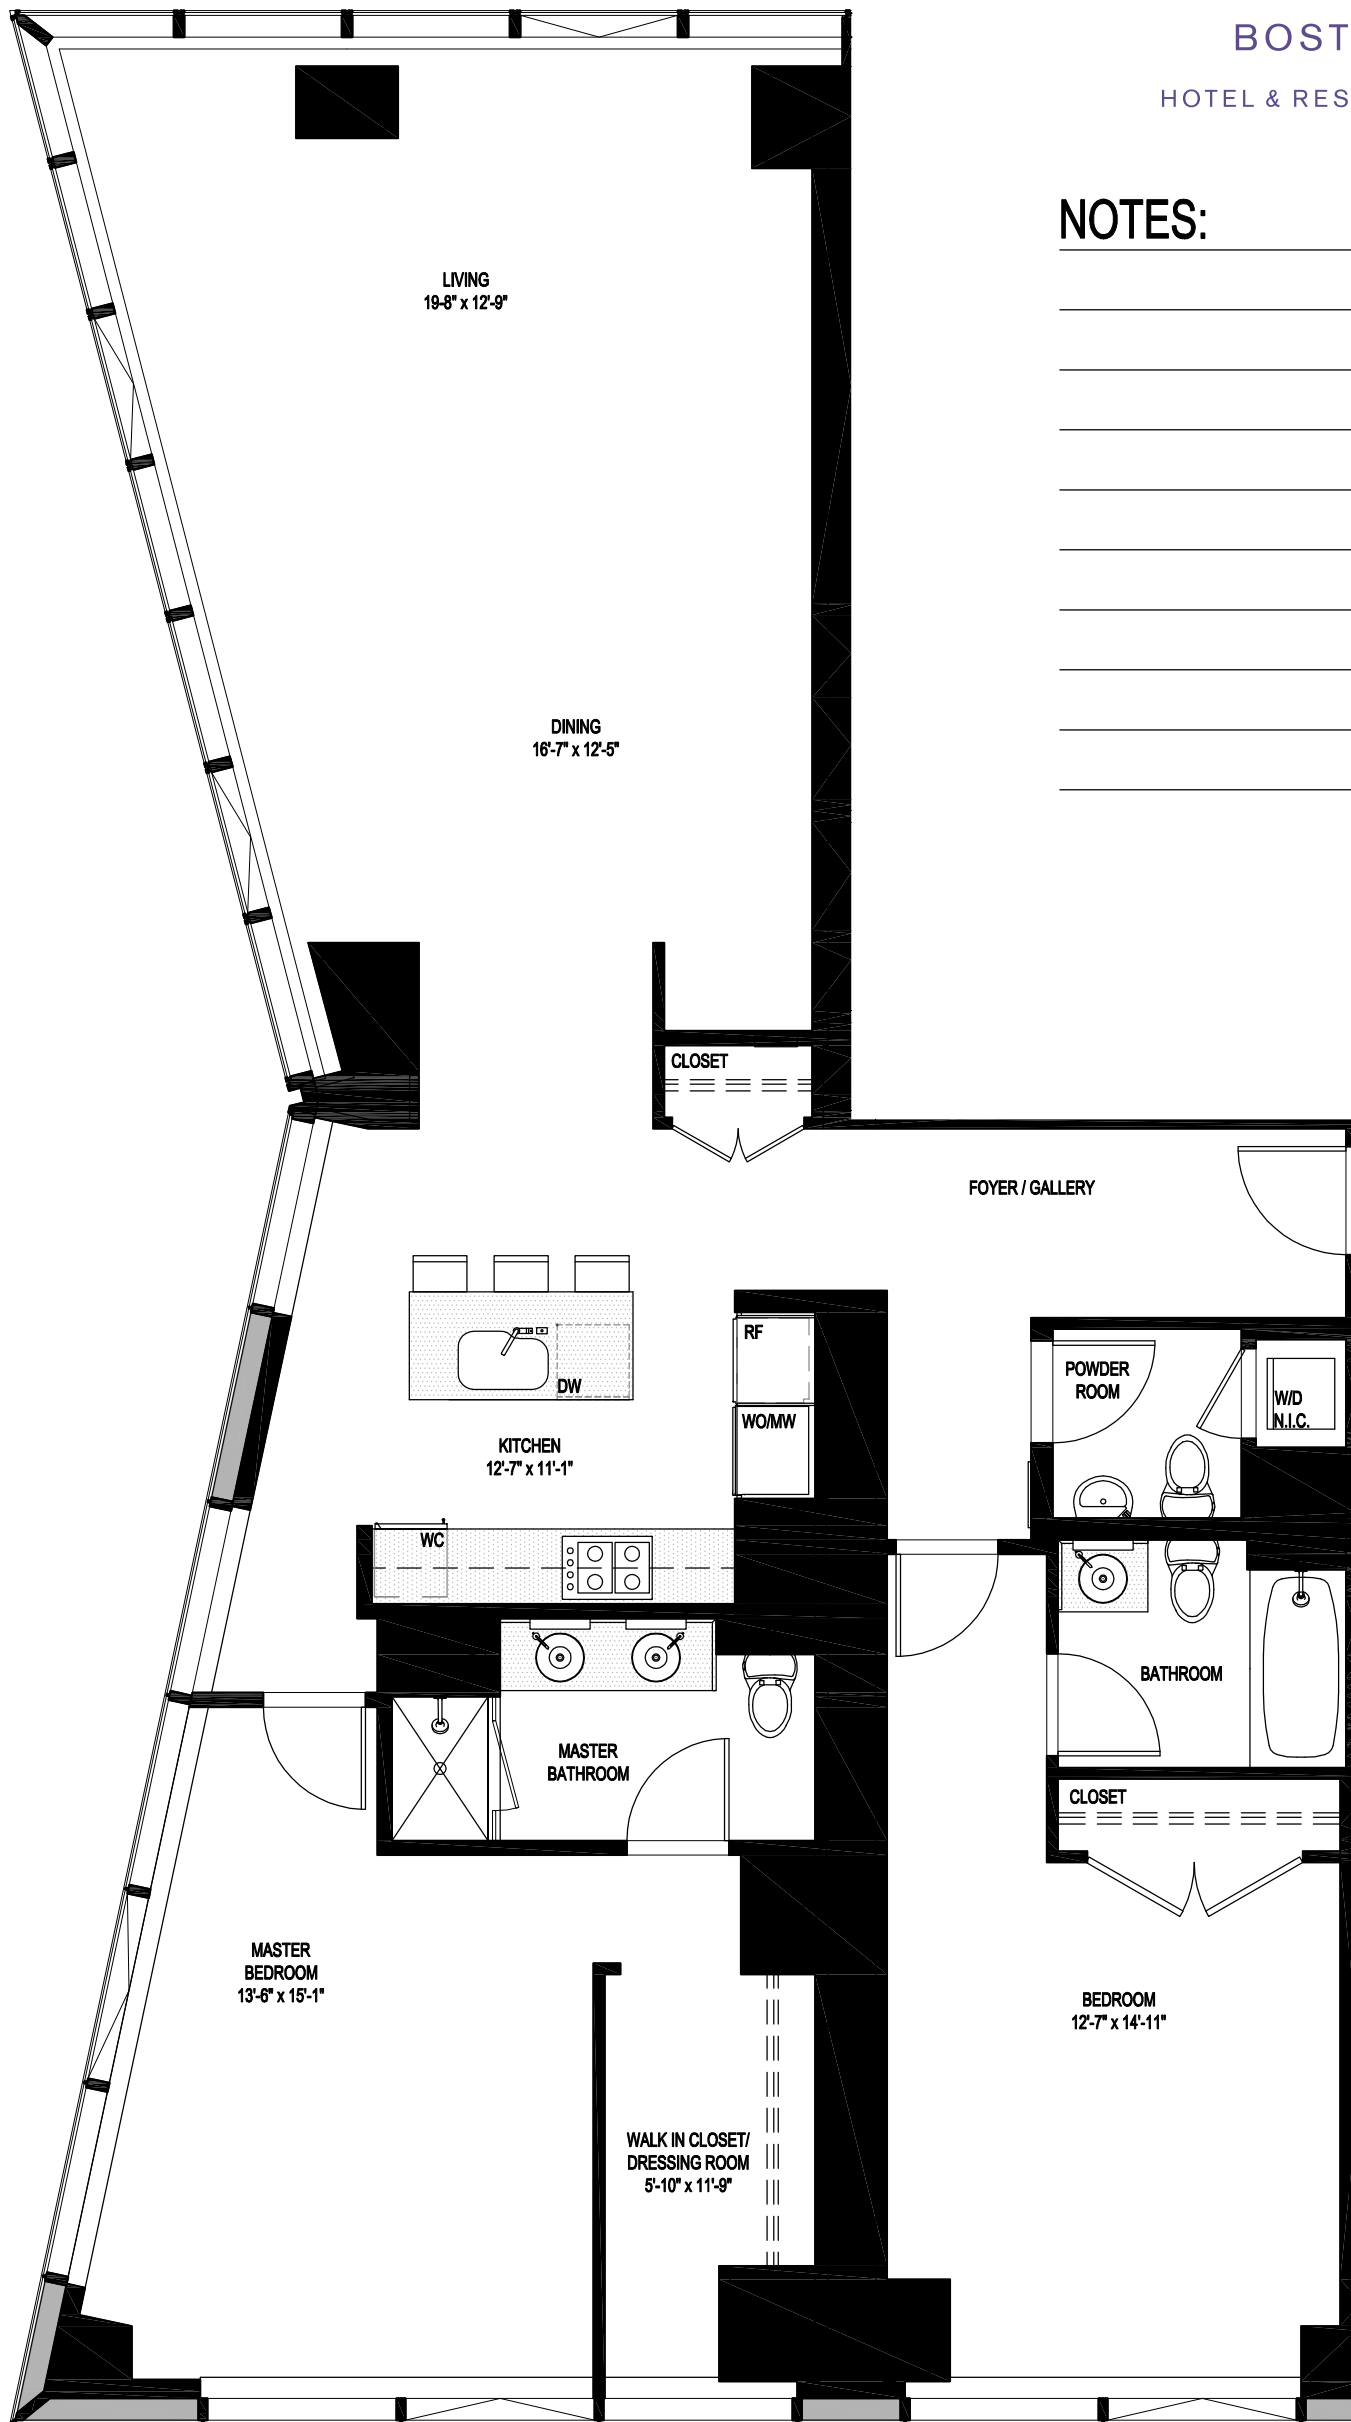 BOST
HOTEL & RES
NOTES:
LIVING
19-8" x 12'-9"
DINING
16'-7" x 12'-5"
CLOSET
FOYER / GALLERY
RF
POWDER
ROOM
DW
W/D
N.I.C.
WO/MW
KITCHEN
12'-7" x 11'-1"
WC
BATHROOM
MASTER
BATHROOM
CLOSET
MASTER
BEDROOM
13'-6" x 15'-1"
BEDROOM
12'-7" x 14'-11"
WALK IN CLOSET/
DRESSING ROOM
5'-10" x 11'-9"